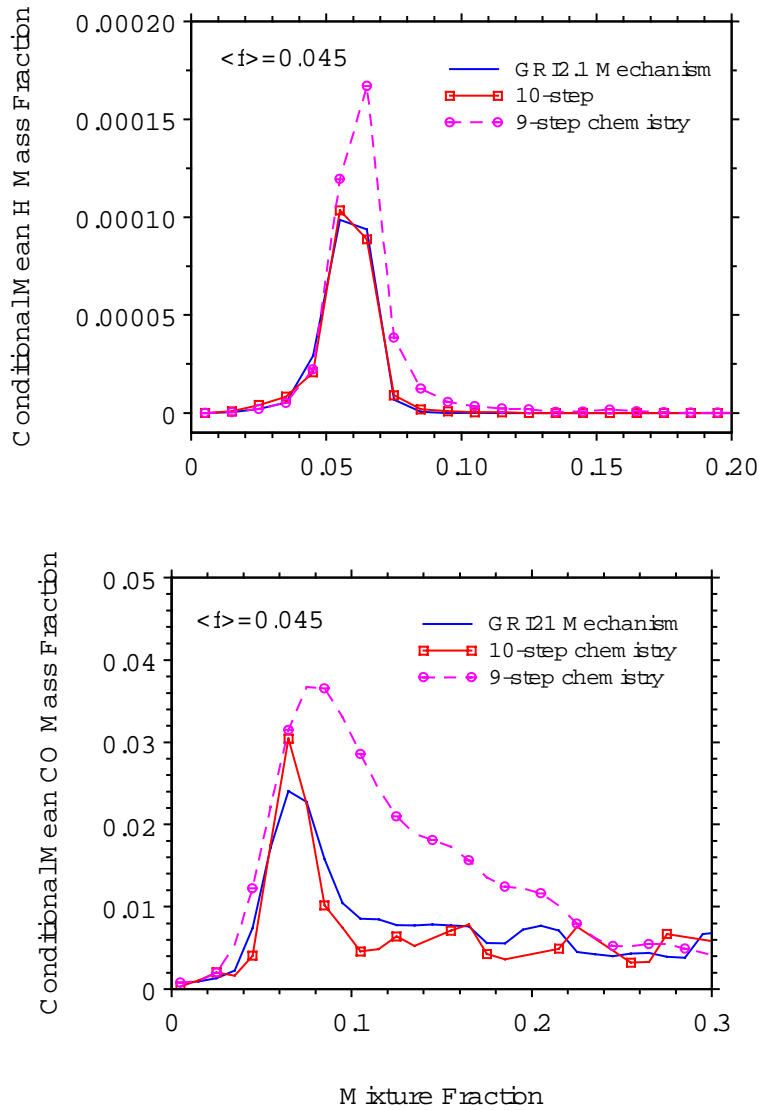 Conditional Mean H Mass Fraction
0.00020
0.00015
0.00010
0.00005
0
<f>=0.045
GRI2.1 Mechanism
10-step
9-step chemistry
0 0.05 0.10 0.15 0.20
Conditional Mean CO Mass Fraction
0.05
0.04
0.03
0.02
0.01
0
<f>=0.045
GRI21 Mechanism
10-step chemistry
9-step chemistry
0 0.1 0.2 0.3
Mixture Fraction